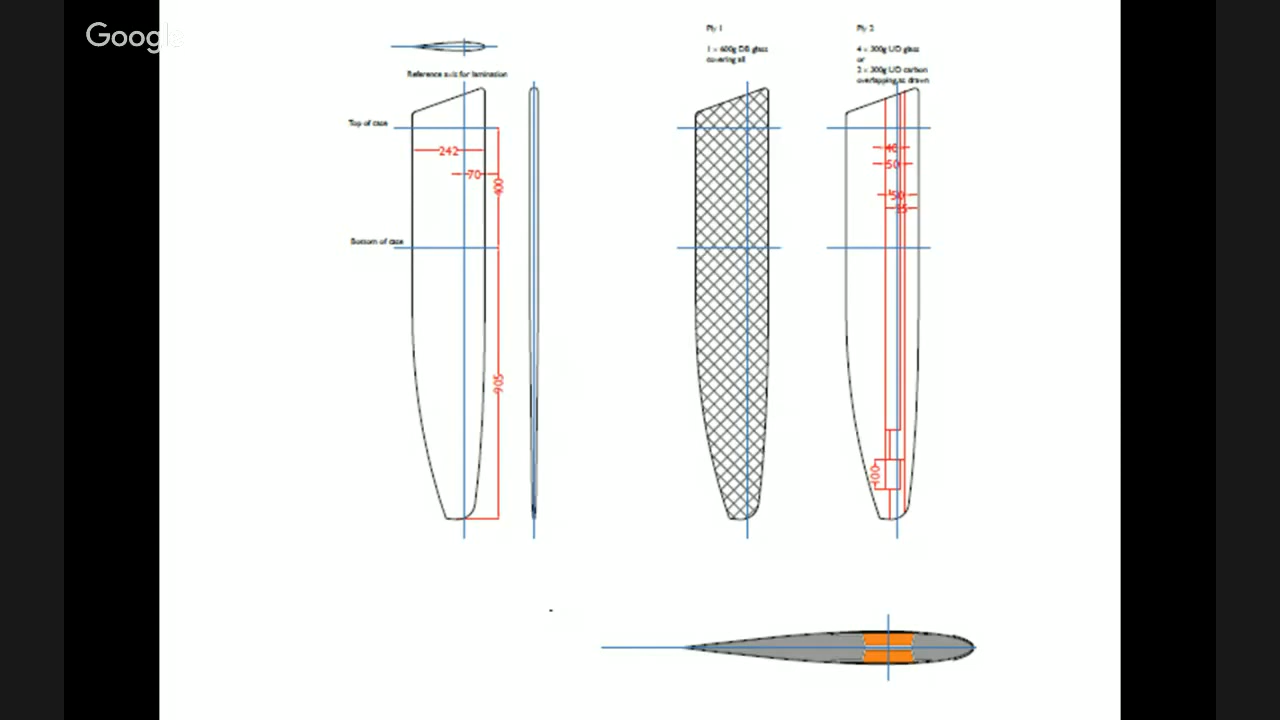 Google
Ply 1
1 x 600g DB glass
covering all
Ply 2
4 x 300g UD glass
or
2 x 300g UD carbon
overlapping as drawn
Reference axis for lamination
Top of case
242
70
400
Bottom of case
905
40
50
50
100